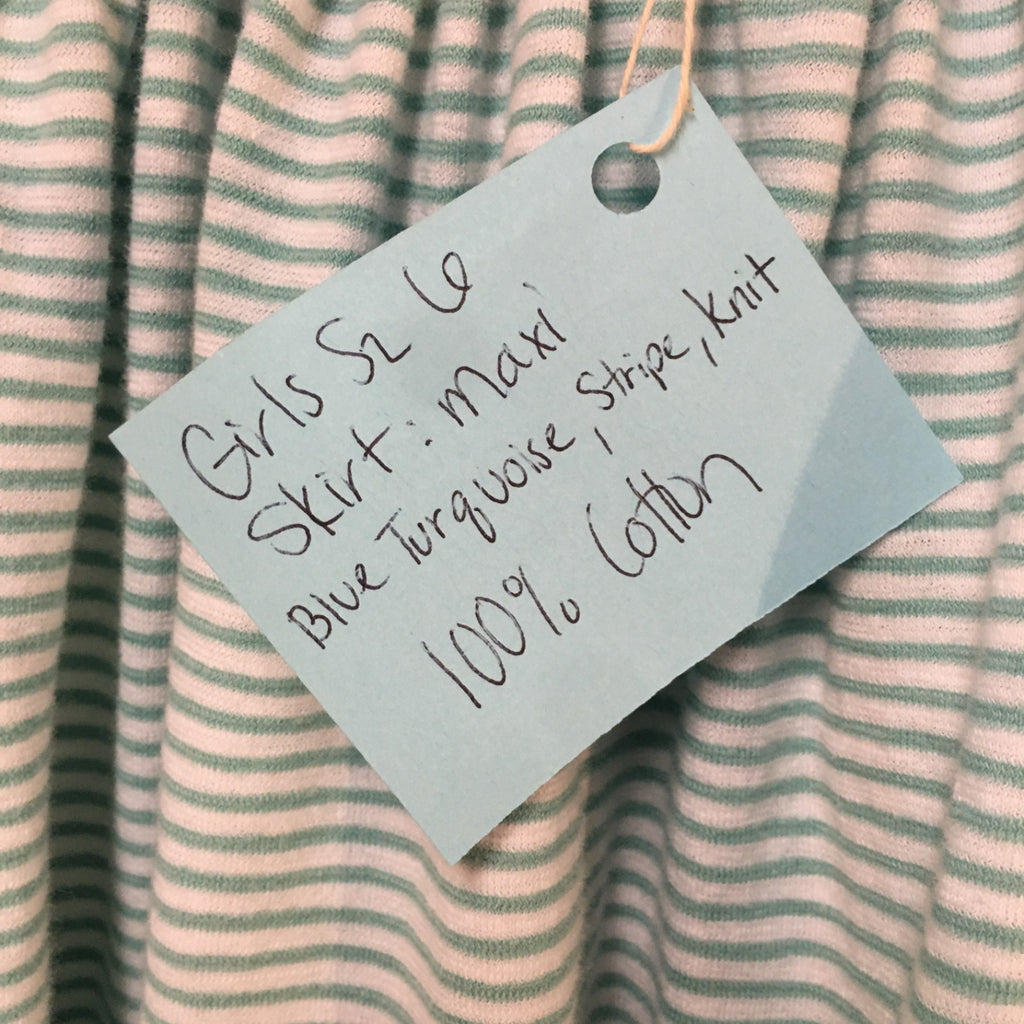 Girls Sz 6
Skirt: Maxi
Blue Turquoise, Stripe, Knit
100% Cotton